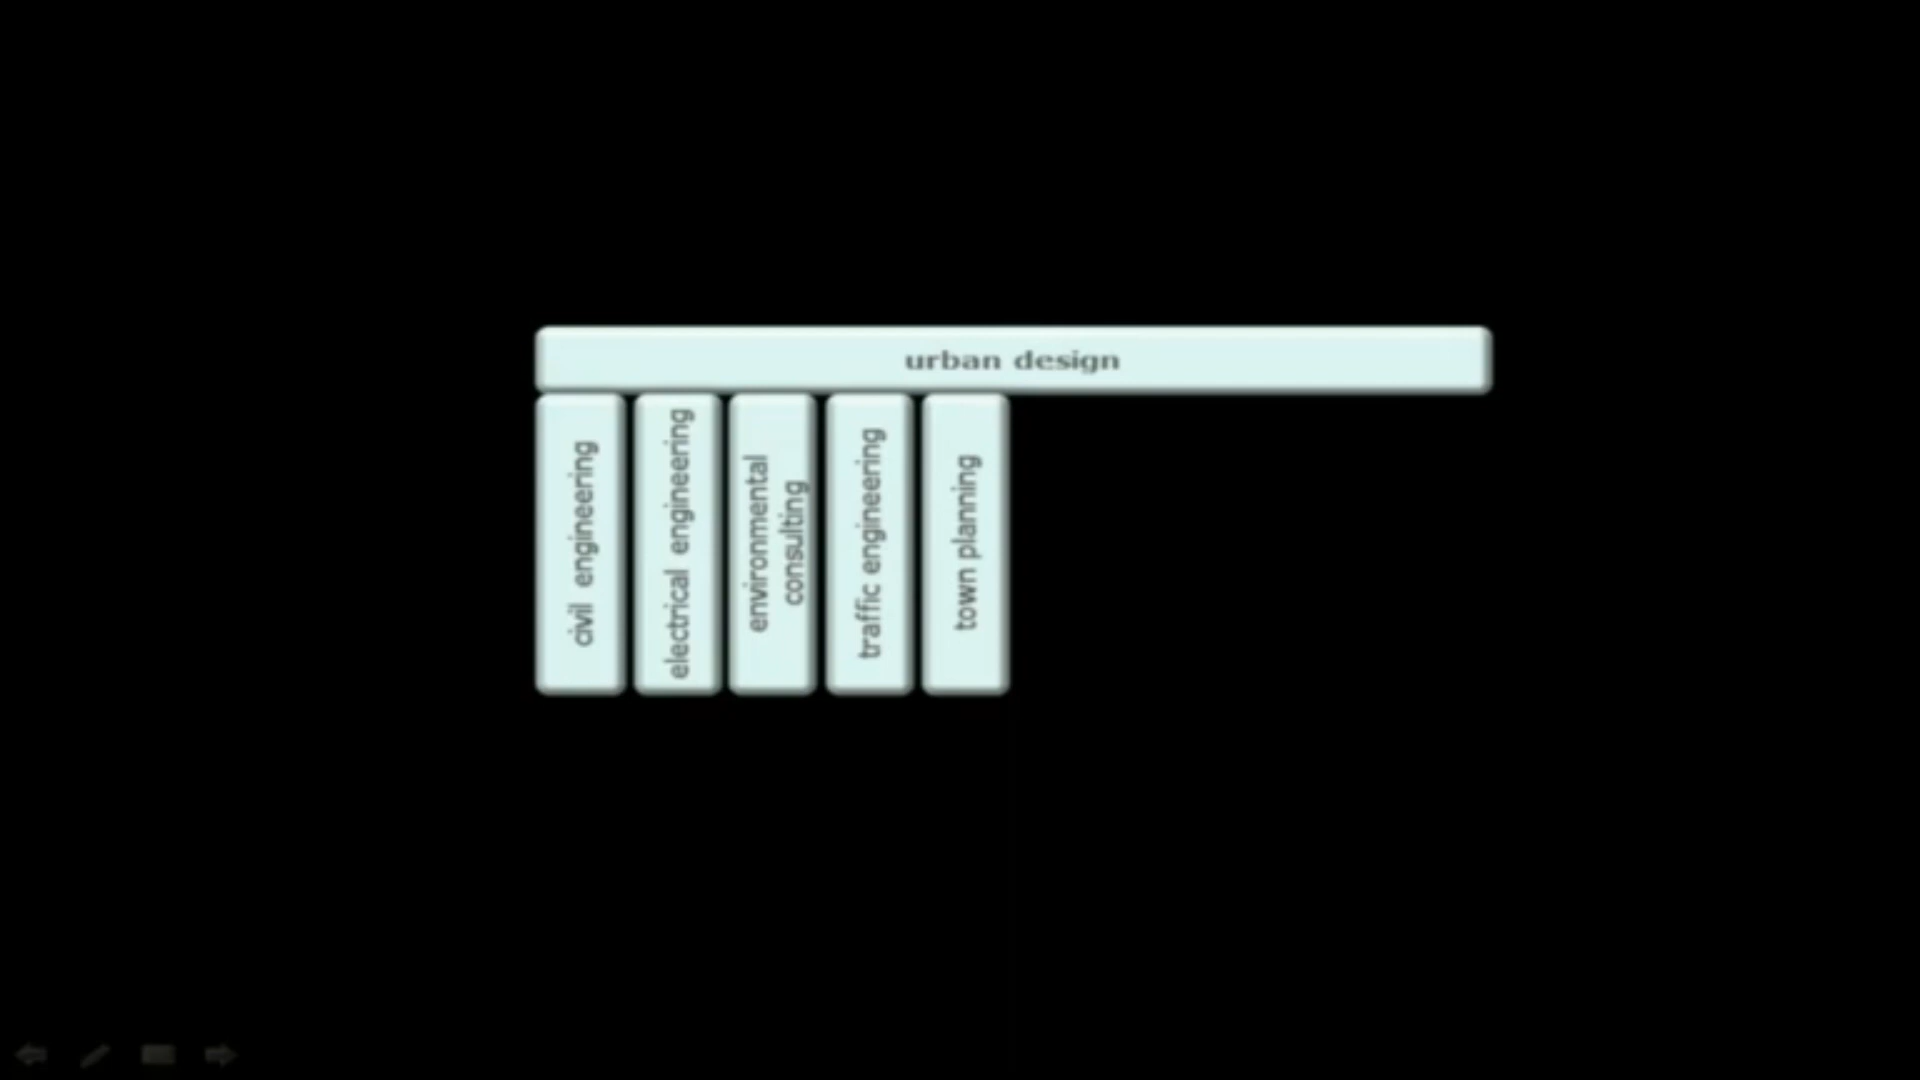 urban design
civil engineering
electrical engineering
environmental
consulting
traffic engineering
town planning